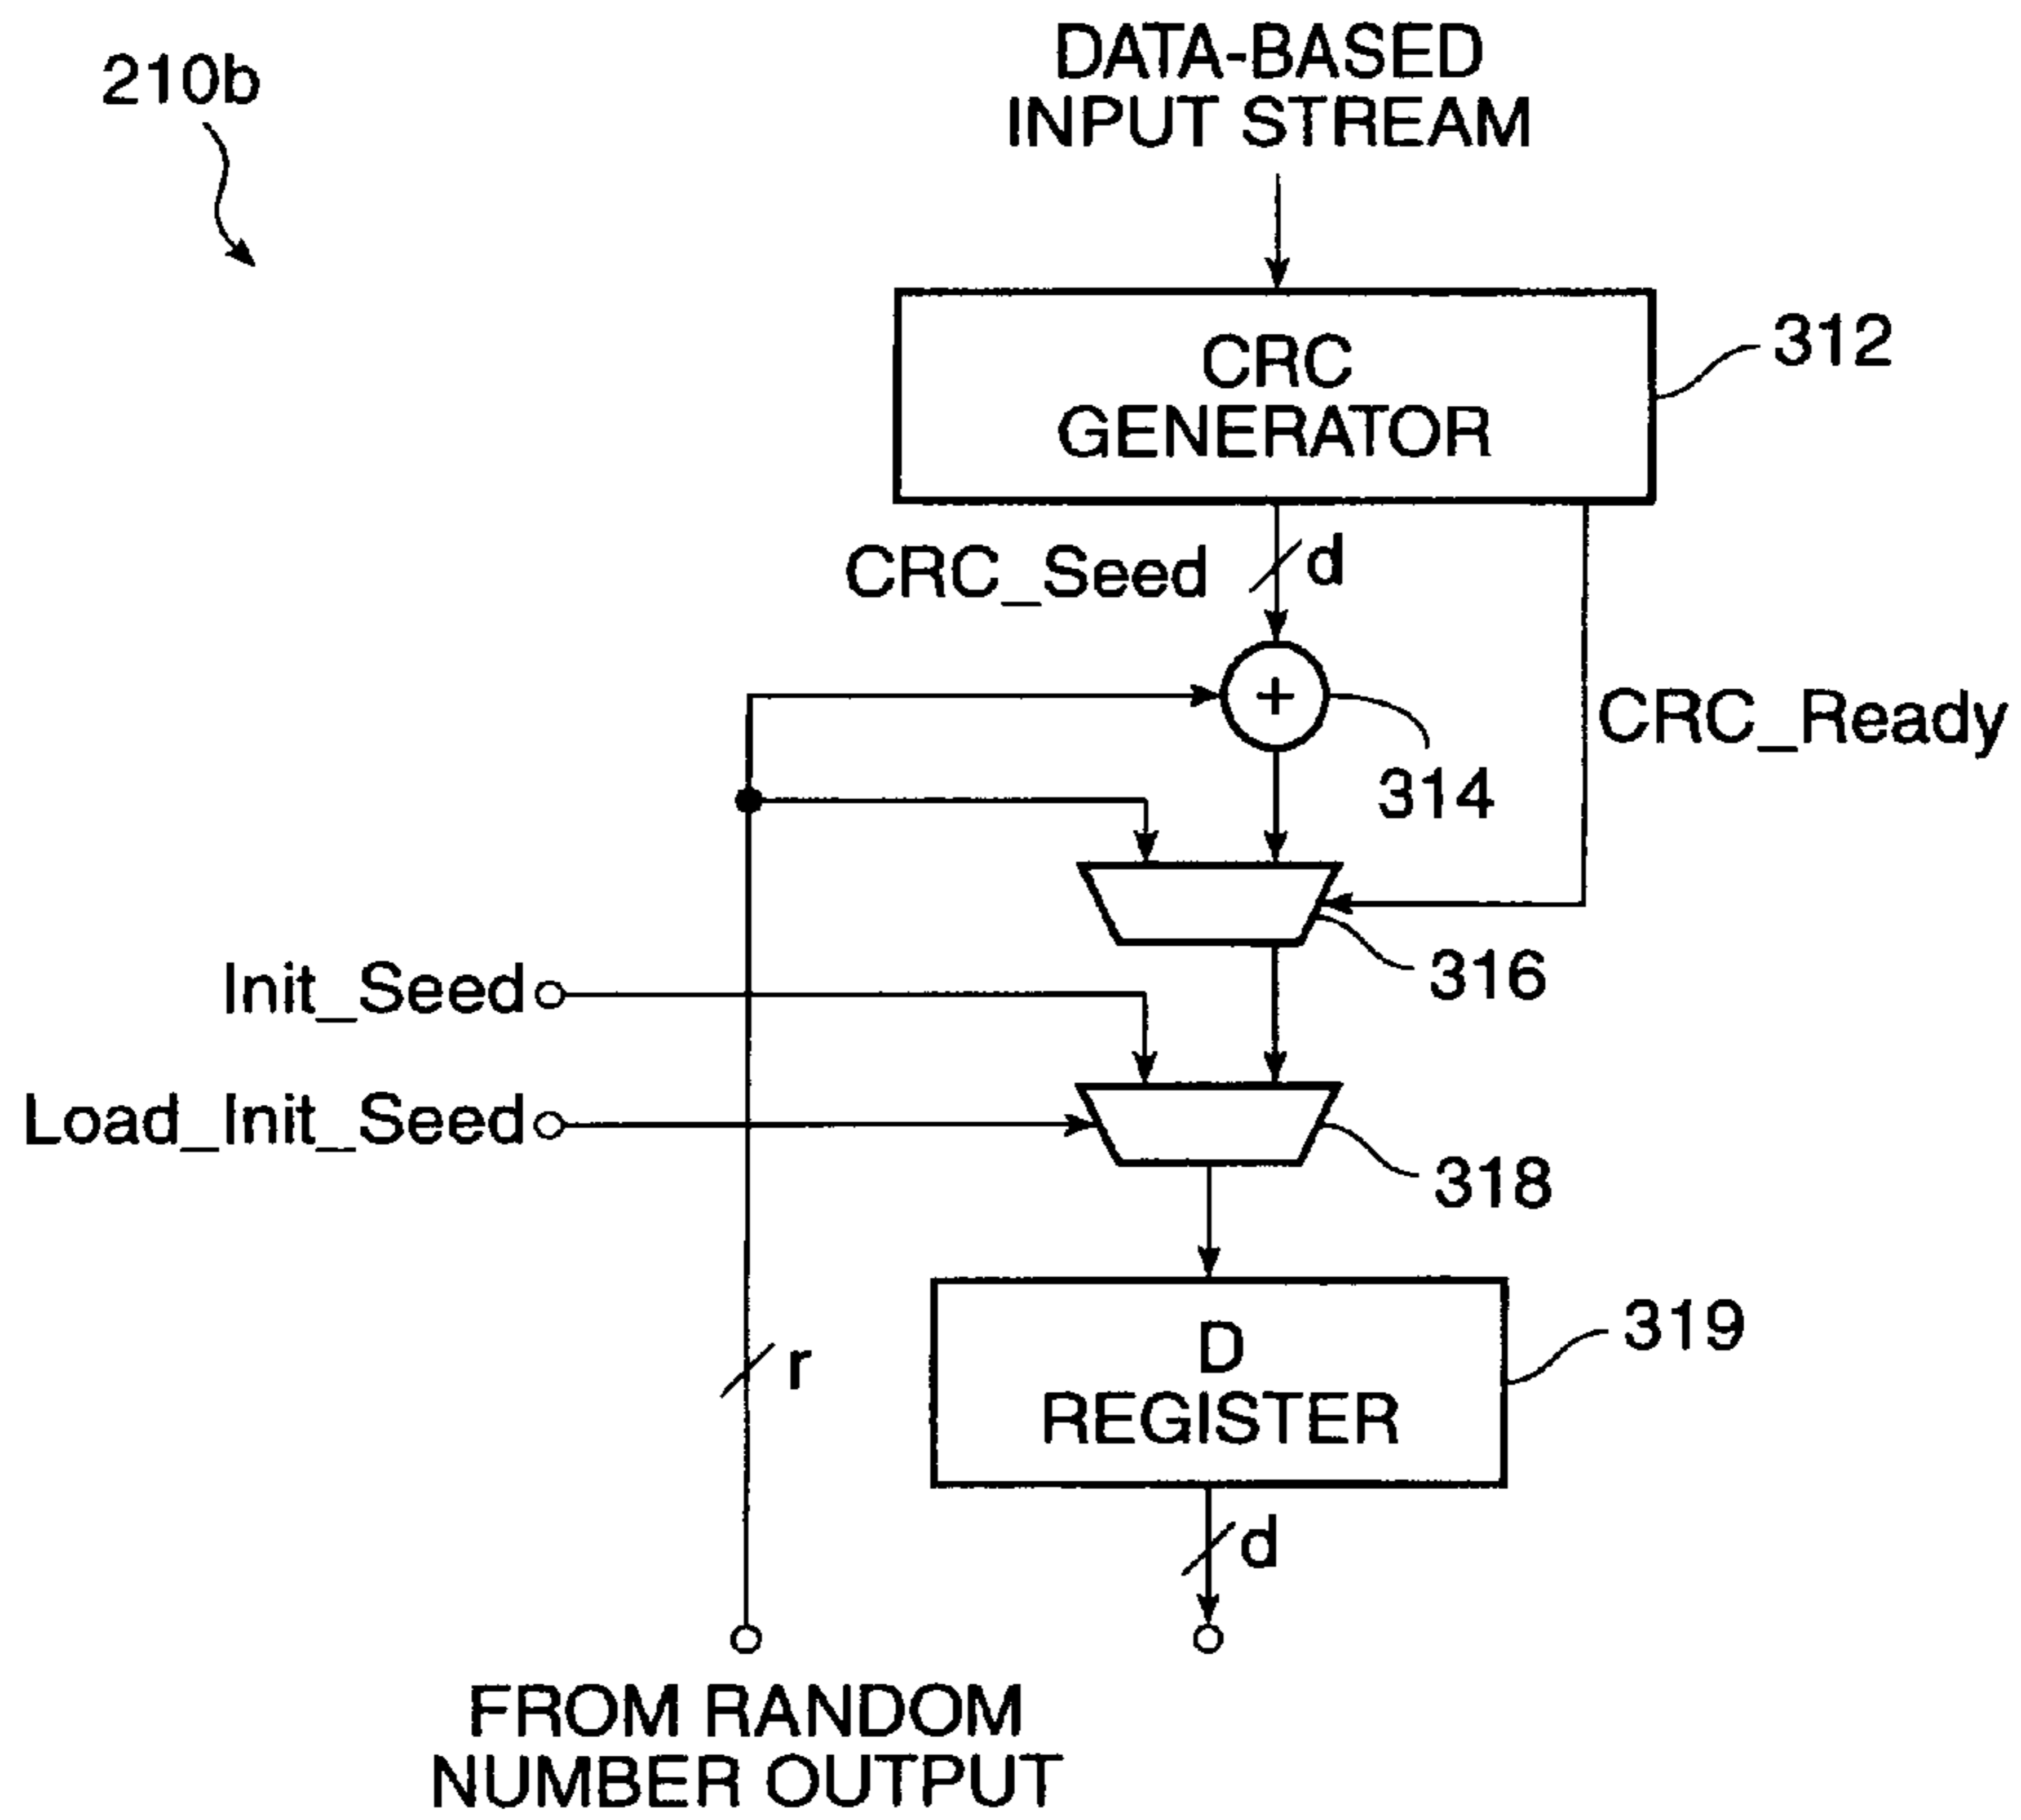 210b
DATA-BASED
INPUT STREAM
CRC
GENERATOR
312
CRC_Seed
d
CRC_Ready
+
314
316
Init_Seed
Load_Init_Seed
318
D
REGISTER
319
r
d
FROM RANDOM
NUMBER OUTPUT